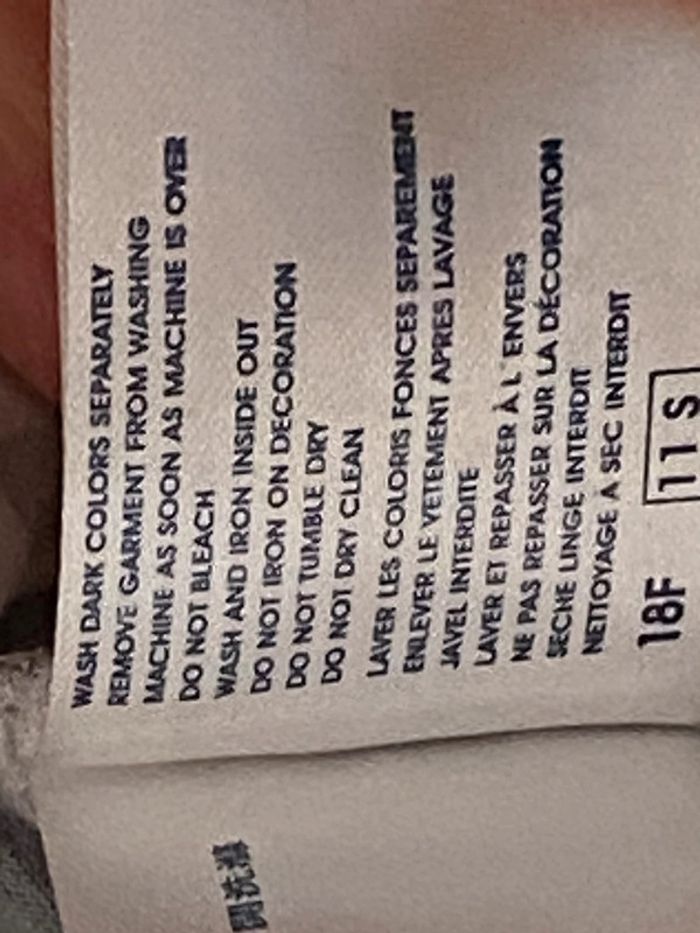 WASH DARK COLORS SEPARATELY
REMOVE GARMENT FROM WASHING
MACHINE AS SOON AS MACHINE IS OVER
DO NOT BLEACH
WASH AND IRON INSIDE OUT
DO NOT IRON ON DECORATION
DO NOT TUMBLE DRY
DO NOT DRY CLEAN
LAVER LES COLORIS FONCES SEPAREMENT
ENLEVER LE VETEMENT APRES LAVAGE
JAVEL INTERDITE
LAVER ET REPASSER À L'ENVERS
NE PAS REPASSER SUR LA DÉCORATION
SECHE LINGE INTERDIT
NETTOYAGE A SEC INTERDIT
18F 11 S
開洗滌